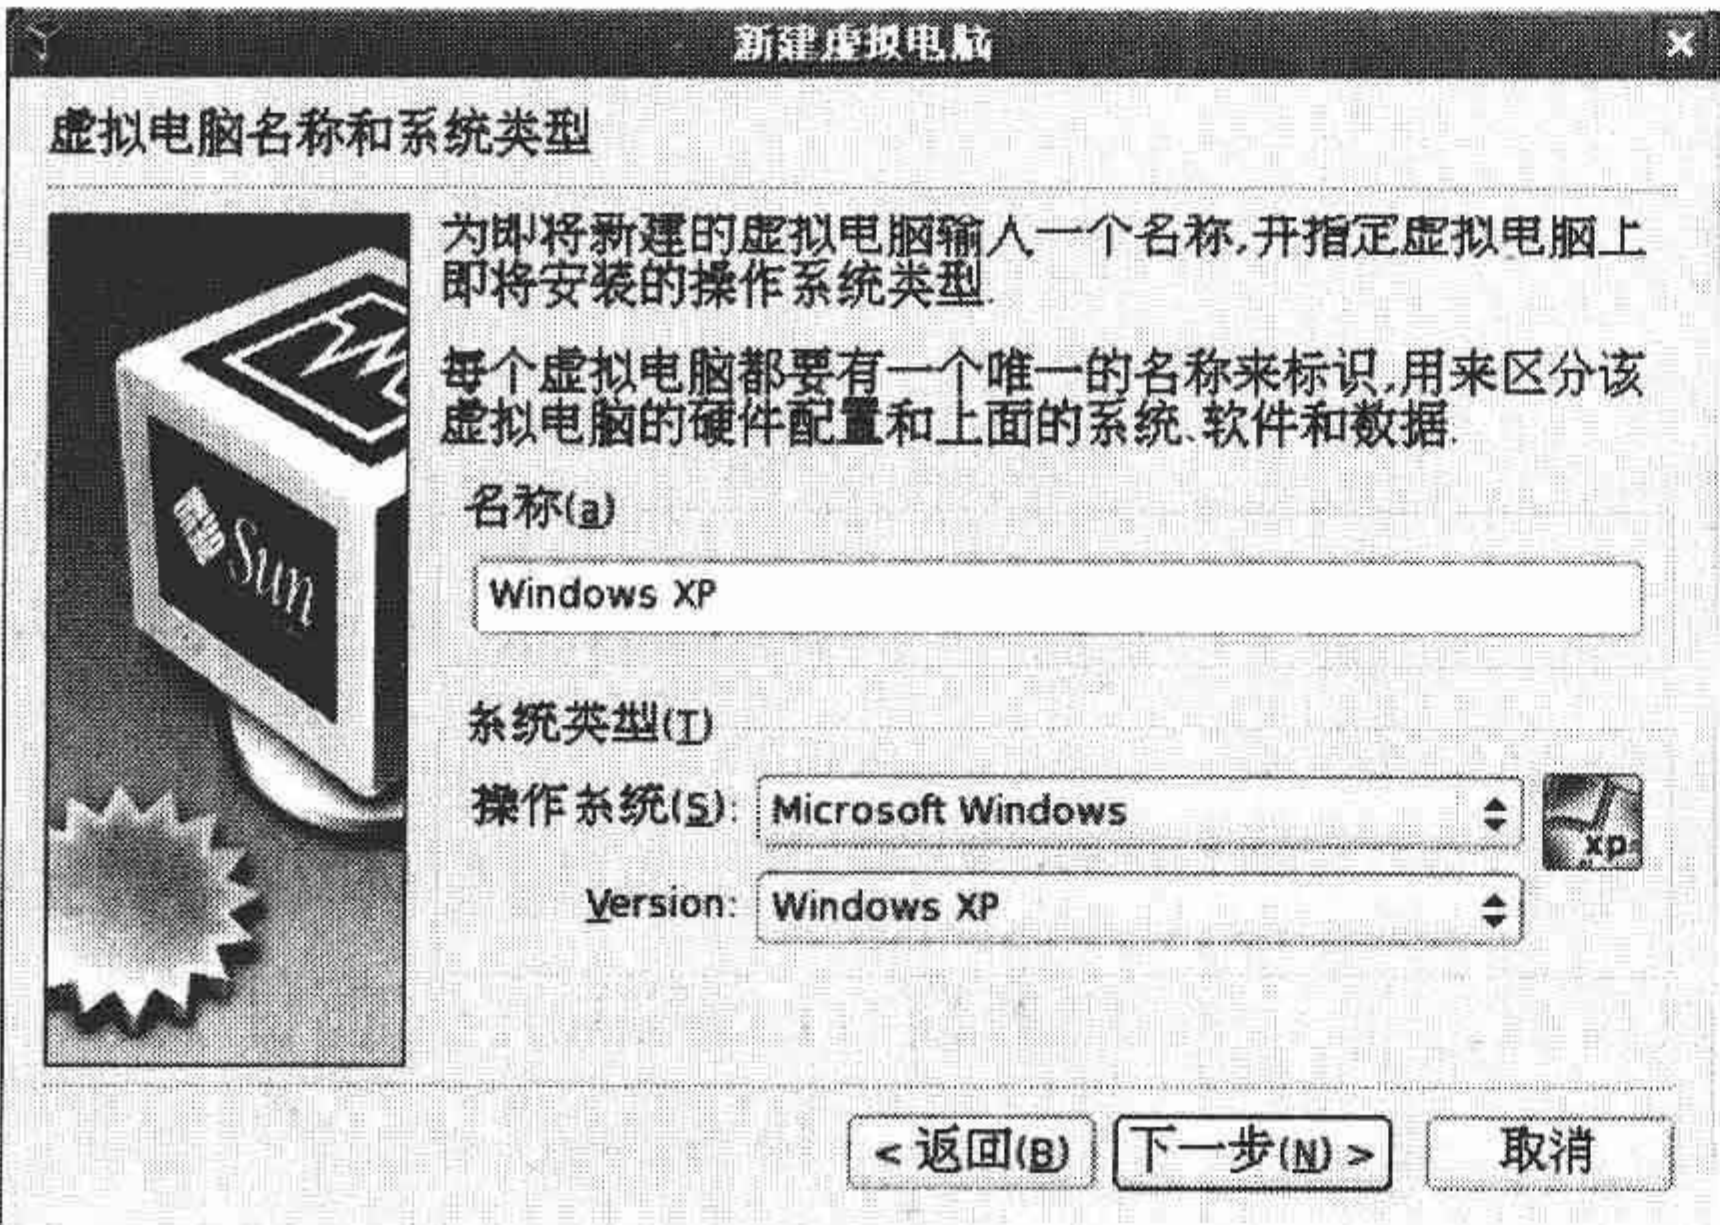 新建虚拟电脑
虚拟电脑名称和系统类型
为即将新建的虚拟电脑输入一个名称,并指定虚拟电脑上
即将安装的操作系统类型.
每个虚拟电脑都要有一个唯一的名称来标识,用来区分该
虚拟电脑的硬件配置和上面的系统、软件和数据.
Sun
名称(a)
Windows XP
系统类型(T)
操作系统(S): Microsoft Windows
xp
Version: Windows XP
< 返回(B) 下一步(N) > 取消